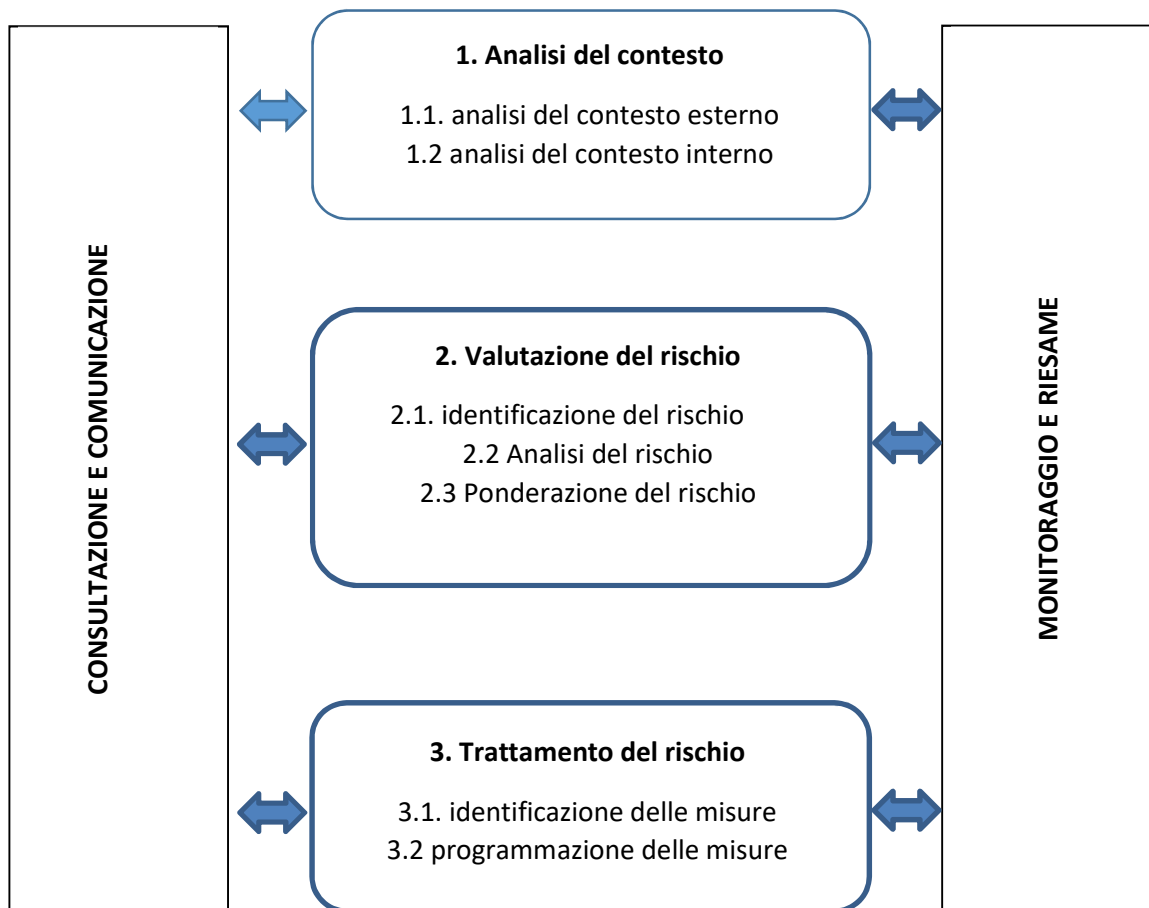 CONSULTAZIONE E COMUNICAZIONE
1. Analisi del contesto
1.1. analisi del contesto esterno
1.2 analisi del contesto interno
2. Valutazione del rischio
2.1. identificazione del rischio
2.2 Analisi del rischio
2.3 Ponderazione del rischio
3. Trattamento del rischio
3.1. identificazione delle misure
3.2 programmazione delle misure
MONITORAGGIO E RIESAME